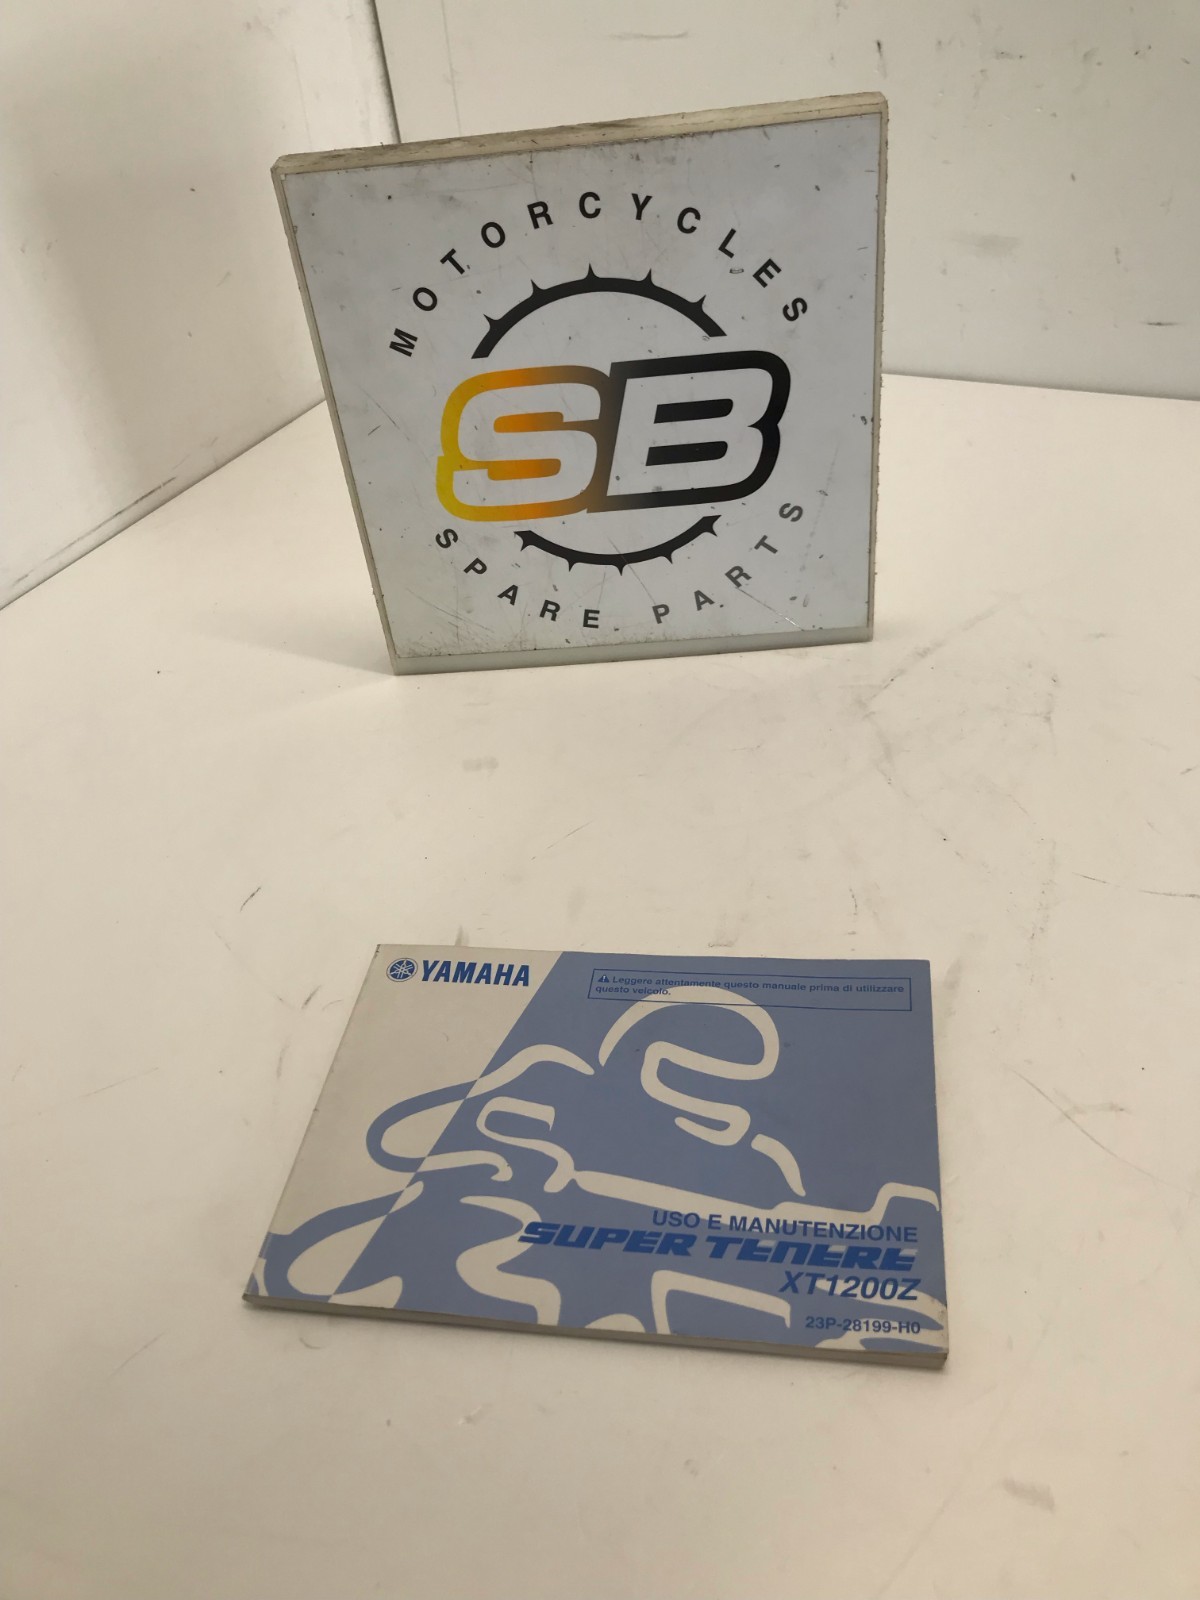 MOTORCYCLES
SB
SPARE PARTS
YAMAHA
Leggere attentamente questo manuale prima di utilizzare
questo veicolo.
USO E MANUTENZIONE
SUPER TENERE
XT1200Z
23P-28199-H0